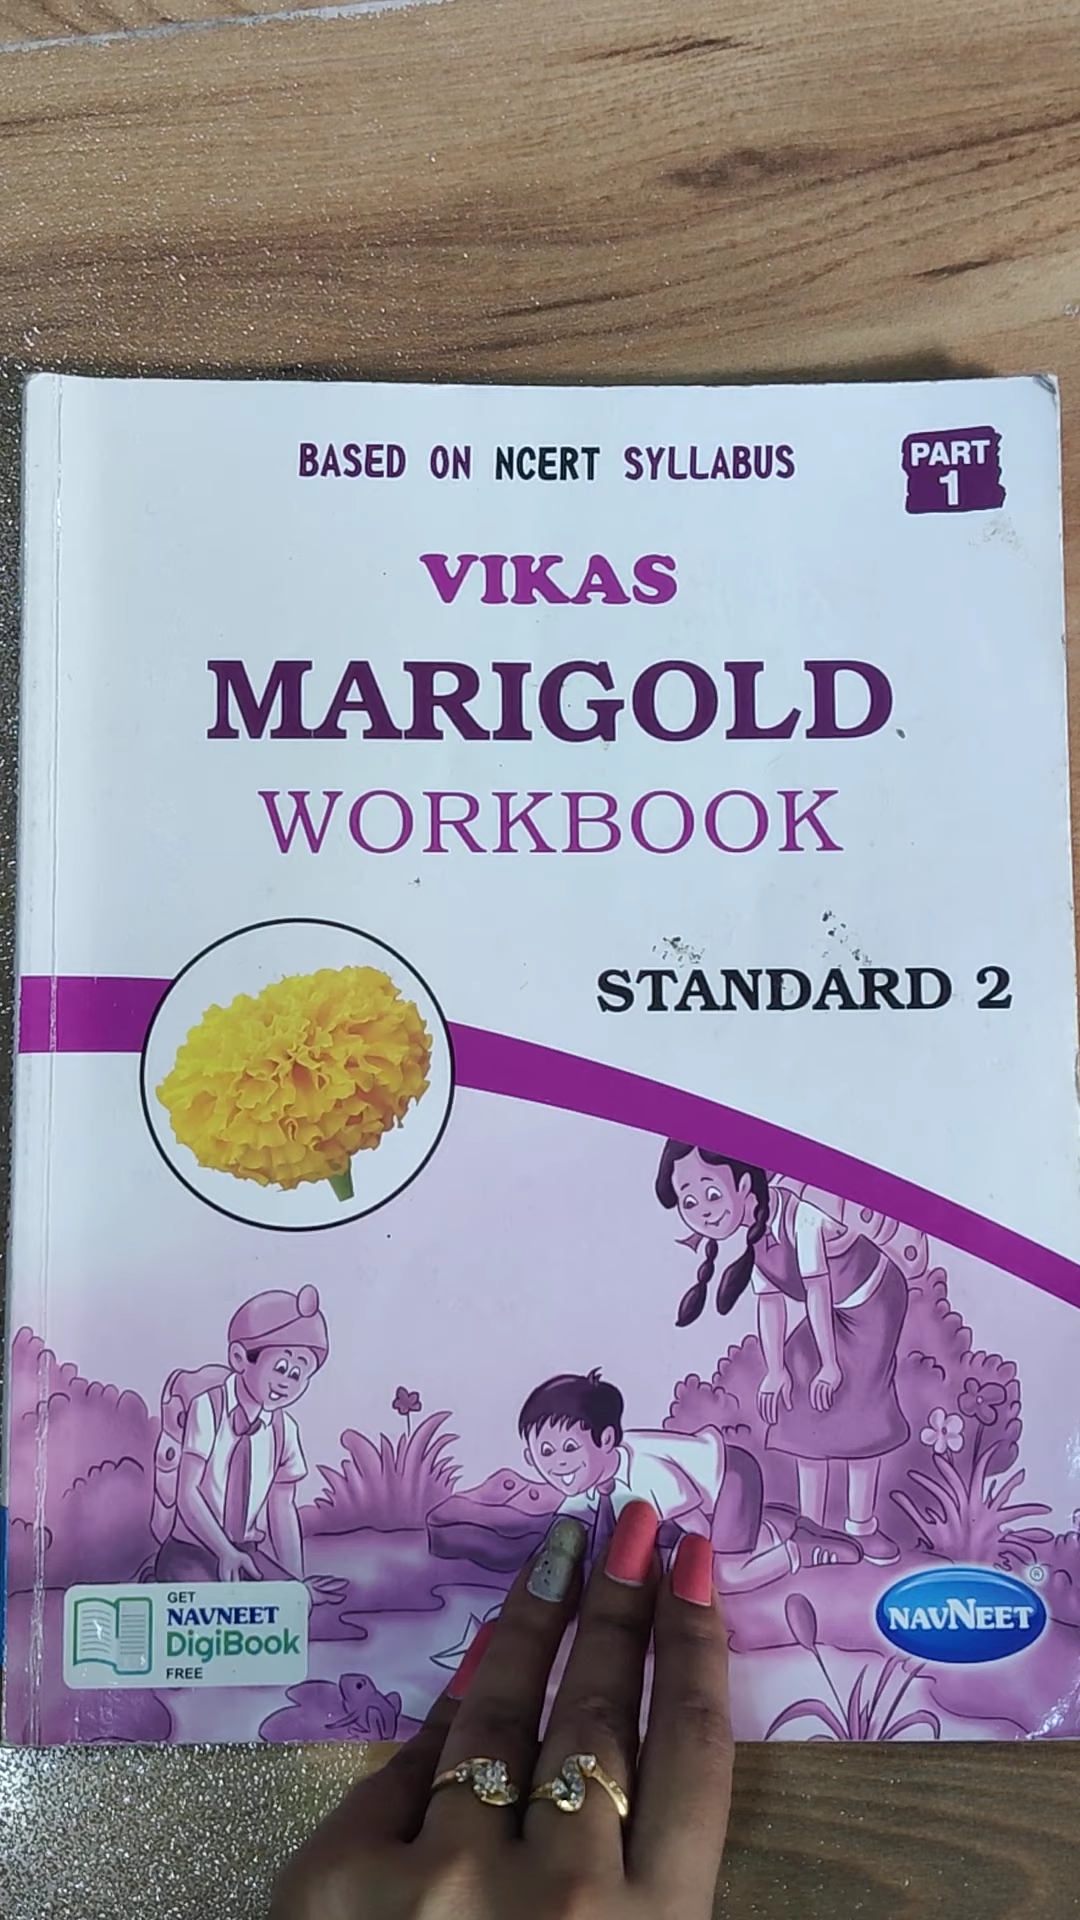 BASED ON NCERT SYLLABUS
PART
1
VIKAS
MARIGOLD
WORKBOOK
STANDARD 2
GET
NAVNEET
DigiBook
FREE
NAVNEET
®